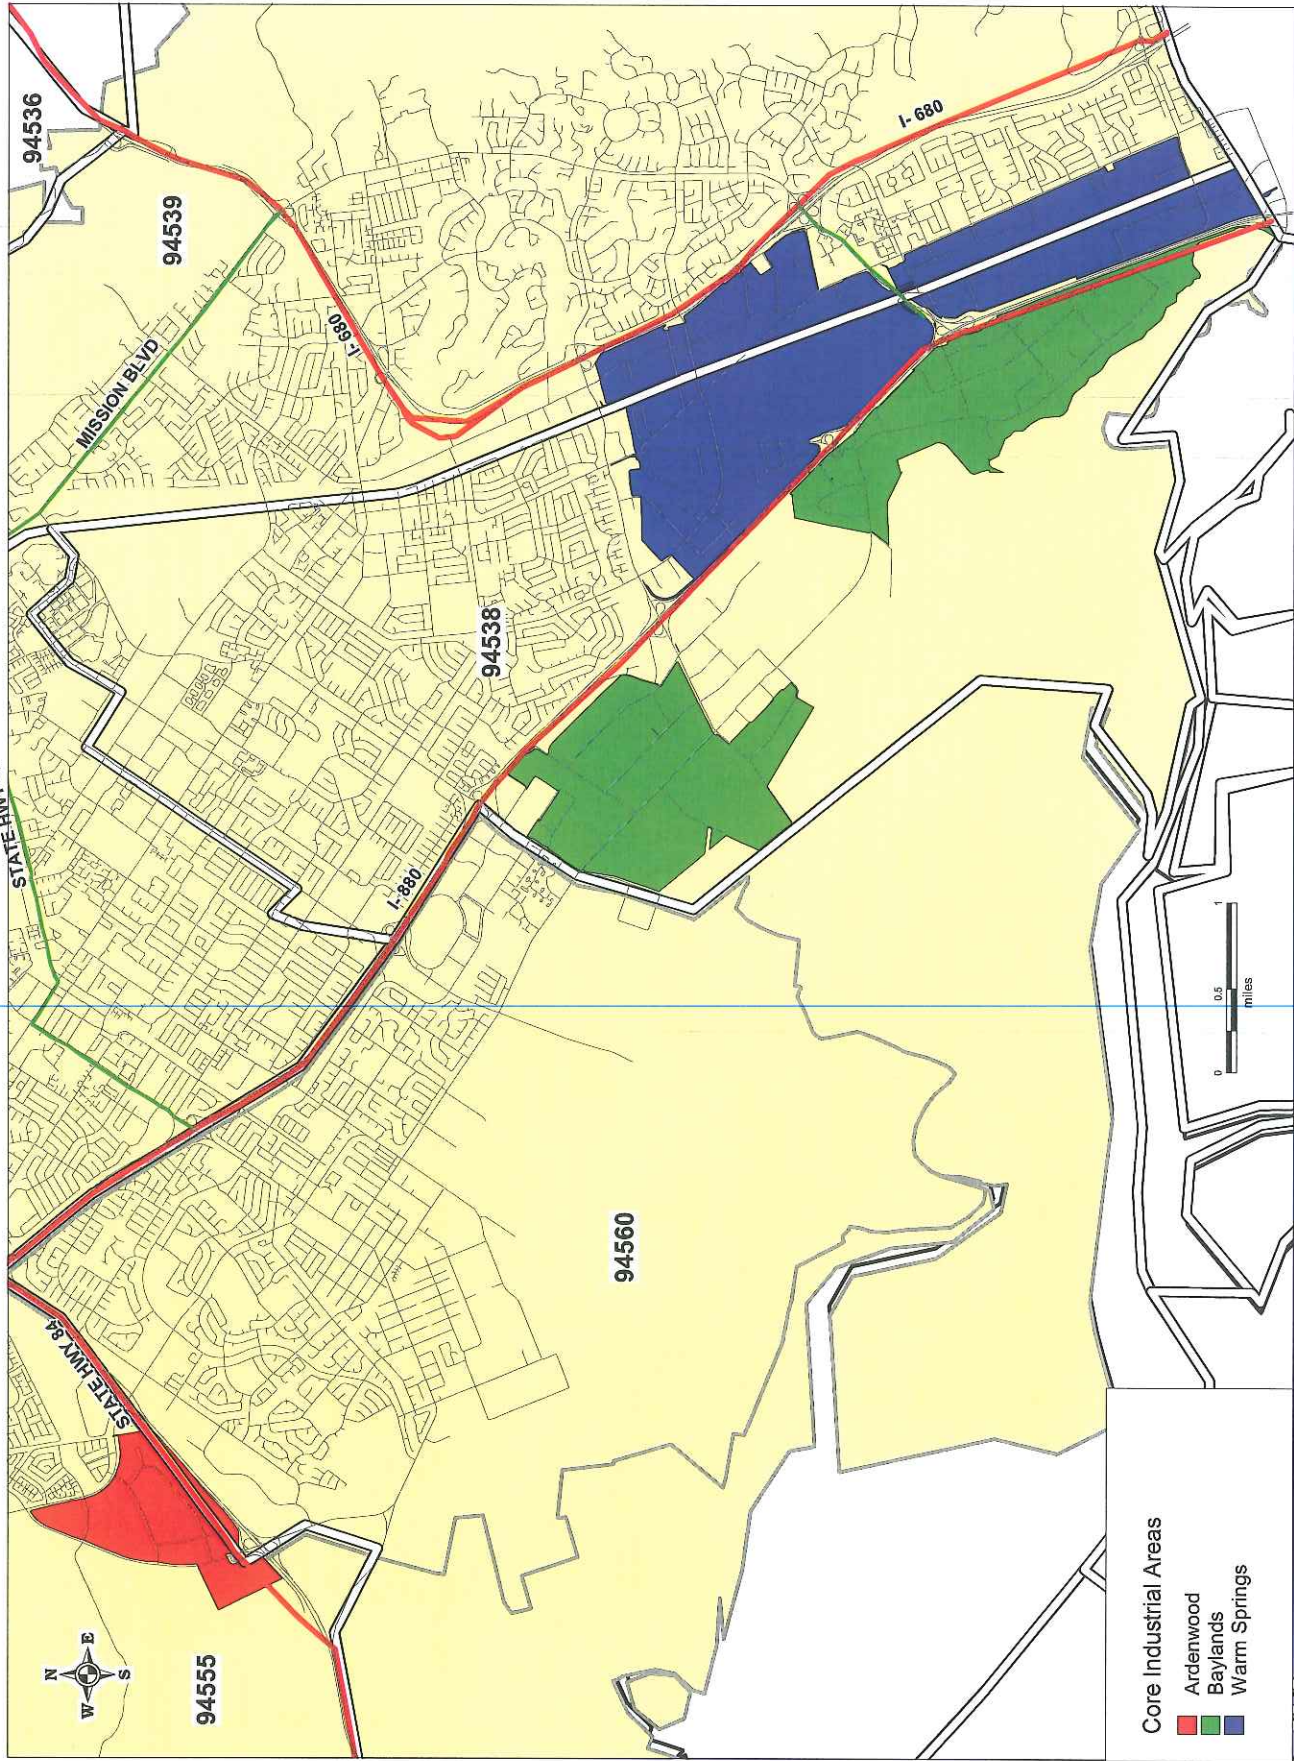 94536
94539
MISSION BLVD
I- 680
I- 680
STATE HWY
94538
I- 880
STATE HWY 84
94560
94555
N
W
E
S
0
0.5
1
miles
Core Industrial Areas
Ardenwood
Baylands
Warm Springs